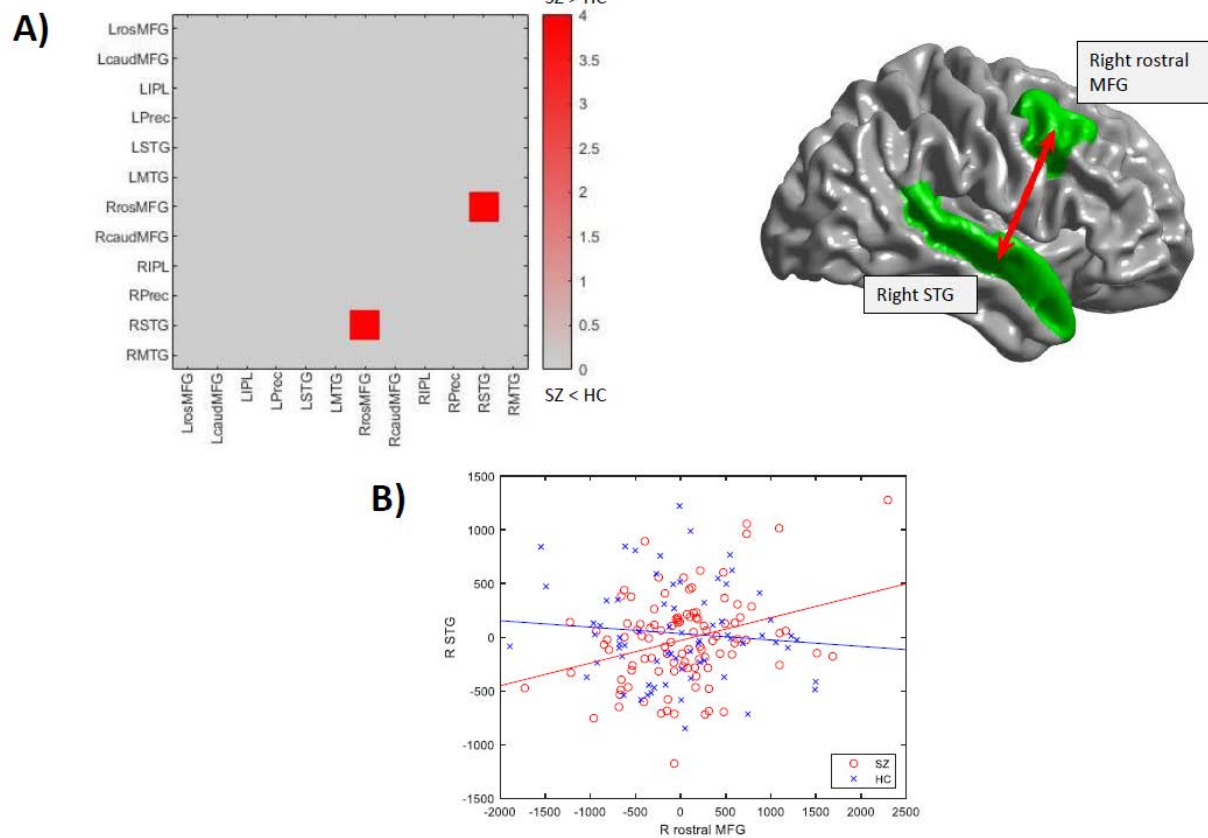 A)
SZ > HC
LrosMFG
LcaudMFG
LIPL
LPrec
LSTG
LMTG
RrosMFG
RcaudMFG
RIPL
RPrec
RSTG
RMTG
4
3.5
3
2.5
2
1.5
1
0.5
0
SZ < HC
LrosMFG
LcaudMFG
LIPL
LPrec
LSTG
LMTG
RrosMFG
RcaudMFG
RIPL
RPrec
RSTG
RMTG
Right rostral
MFG
Right STG
B)
1500
1000
500
0
-500
-1000
-1500
R STG
-2000 -1500 -1000 -500 0 500 1000 1500 2000 2500
R rostral MFG
SZ
HC